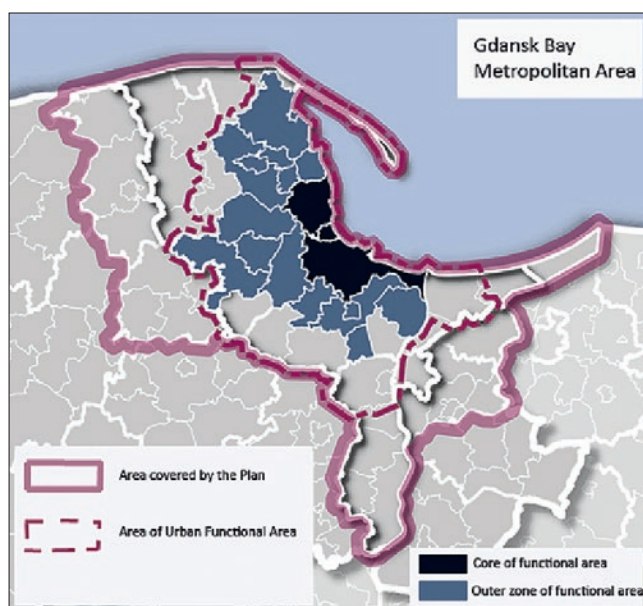 Gdansk Bay
Metropolitan Area
Area covered by the Plan
Area of Urban Functional Area
Core of functional area
Outer zone of functional area